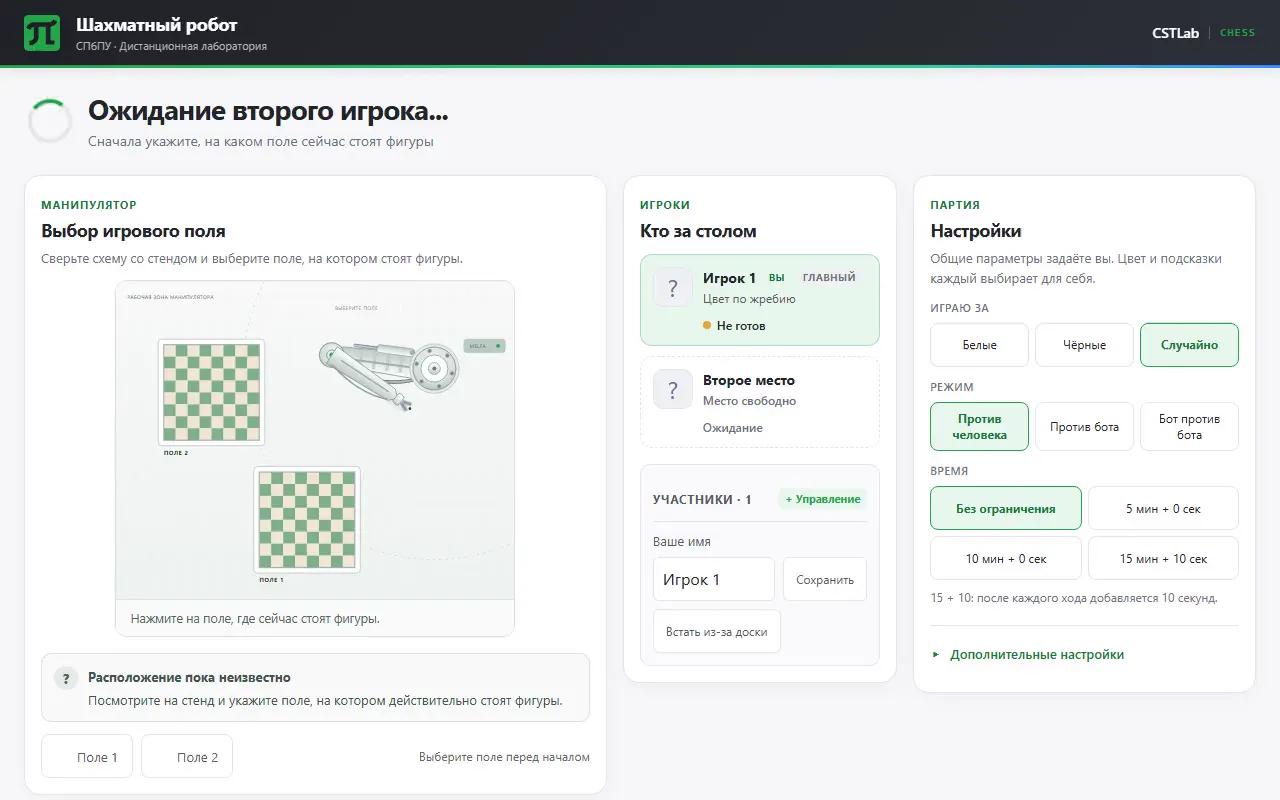 Шахматный робот
СПбПУ · Дистанционная лаборатория
CSTLab
CHESS
Ожидание второго игрока...
Сначала укажите, на каком поле сейчас стоят фигуры
МАНИПУЛЯТОР
Выбор игрового поля
Сверьте схему со стендом и выберите поле, на котором стоят фигуры.
РАБОЧАЯ ЗОНА МАНИПУЛЯТОРА
ВЫБЕРИТЕ ПОЛЕ
MELFA
ПОЛЕ 2
ПОЛЕ 1
Нажмите на поле, где сейчас стоят фигуры.
?
Расположение пока неизвестно
Посмотрите на стенд и укажите поле, на котором действительно стоят фигуры.
Поле 1
Поле 2
Выберите поле перед началом
ИГРОКИ
Кто за столом
?
Игрок 1 ВЫ ГЛАВНЫЙ
Цвет по жребию
Не готов
?
Второе место
Место свободно
Ожидание
УЧАСТНИКИ · 1
+ Управление
Ваше имя
Игрок 1
Сохранить
Встать из-за доски
ПАРТИЯ
Настройки
Общие параметры задаёте вы. Цвет и подсказки
каждый выбирает для себя.
ИГРАЮ ЗА
Белые
Чёрные
Случайно
РЕЖИМ
Против
человека
Против бота
Бот против
бота
ВРЕМЯ
Без ограничения
5 мин + 0 сек
10 мин + 0 сек
15 мин + 10 сек
15 + 10: после каждого хода добавляется 10 секунд.
Дополнительные настройки